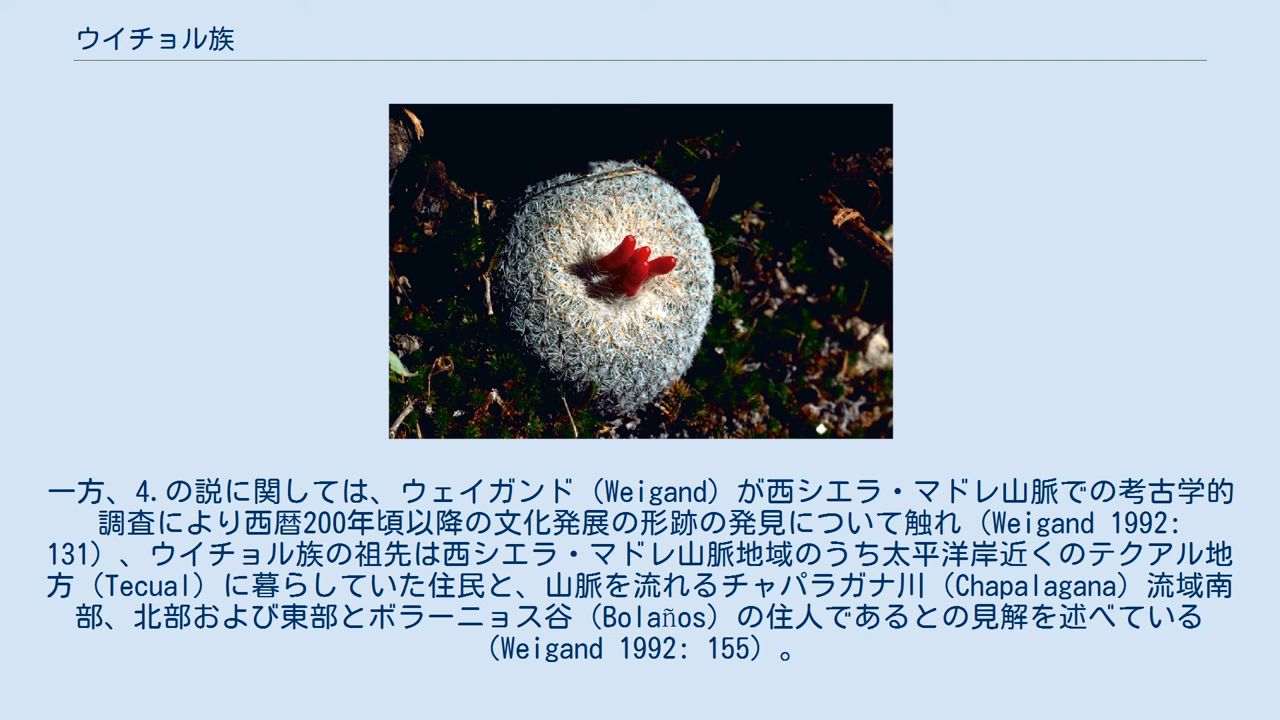 ウイチョル族
一方、4.の説に関しては、ウェイガンド（Weigand）が西シエラ・マドレ山脈での考古学的
調査により西暦200年頃以降の文化発展の形跡の発見について触れ（Weigand 1992:
131）、ウイチョル族の祖先は西シエラ・マドレ山脈地域のうち太平洋岸近くのテクアル地
方（Tecual）に暮らしていた住民と、山脈を流れるチャパラガナ川（Chapalagana）流域南
部、北部および東部とボラーニョス谷（Bolaños）の住人であるとの見解を述べている
（Weigand 1992: 155）。